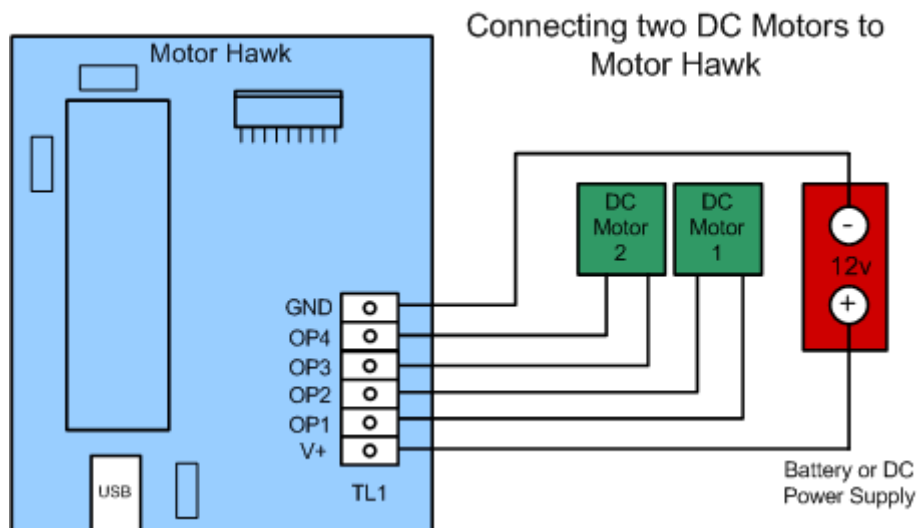 Connecting two DC Motors to
Motor Hawk
Motor Hawk
DC
Motor
2
DC
Motor
1
-
12v
+
GND
OP4
OP3
OP2
OP1
V+
TL1
USB
Battery or DC
Power Supply